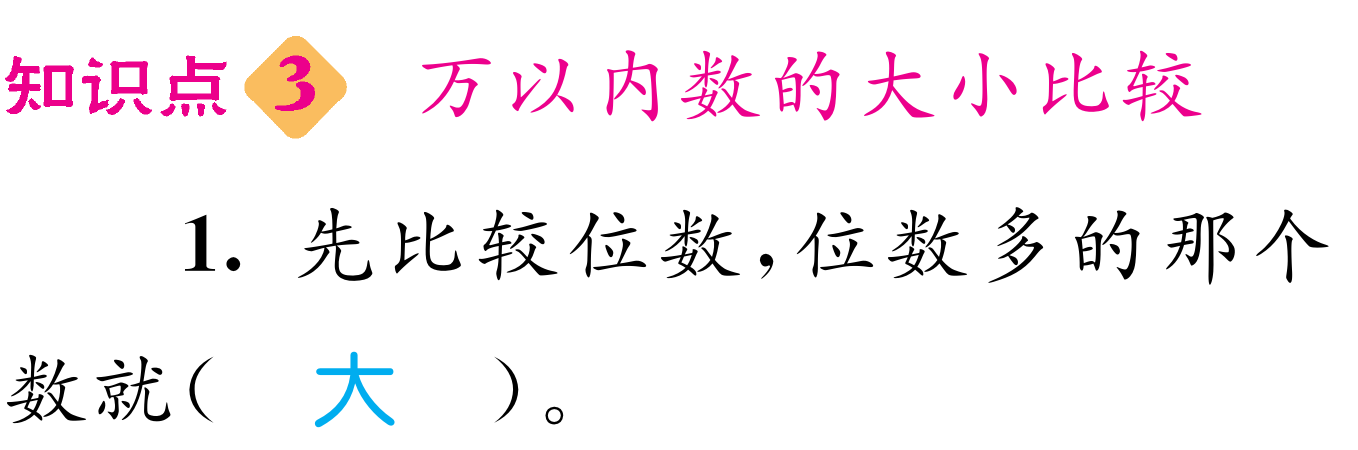 知识点3 万以内数的大小比较
1. 先比较位数,位数多的那个
数就( 大 )。